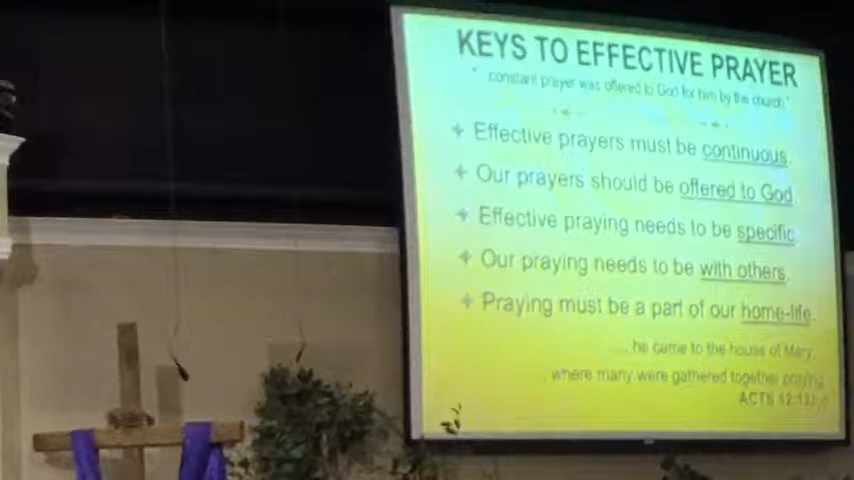 KEYS TO EFFECTIVE PRAYER
"constant prayer was offered to God for him by the church"
Effective prayers must be continuous.
Our prayers should be offered to God.
Effective praying needs to be specific.
Our praying needs to be with others.
Praying must be a part of our home-life.
...he came to the house of Mary,
where many were gathered together praying.
ACTS 12:12